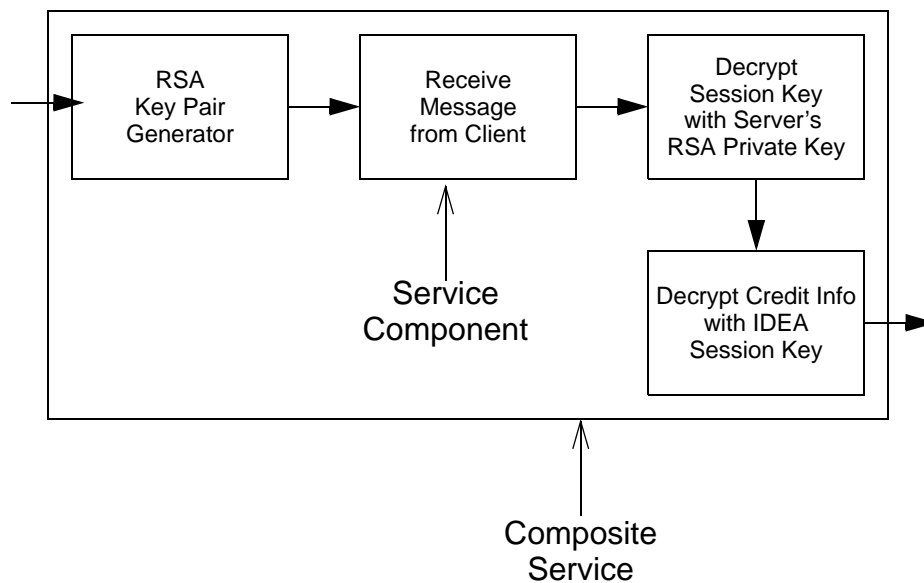 RSA
Key Pair
Generator
Receive
Message
from Client
Decrypt
Session Key
with Server’s
RSA Private Key
Decrypt Credit Info
with IDEA
Session Key
Service
Component
Composite
Service